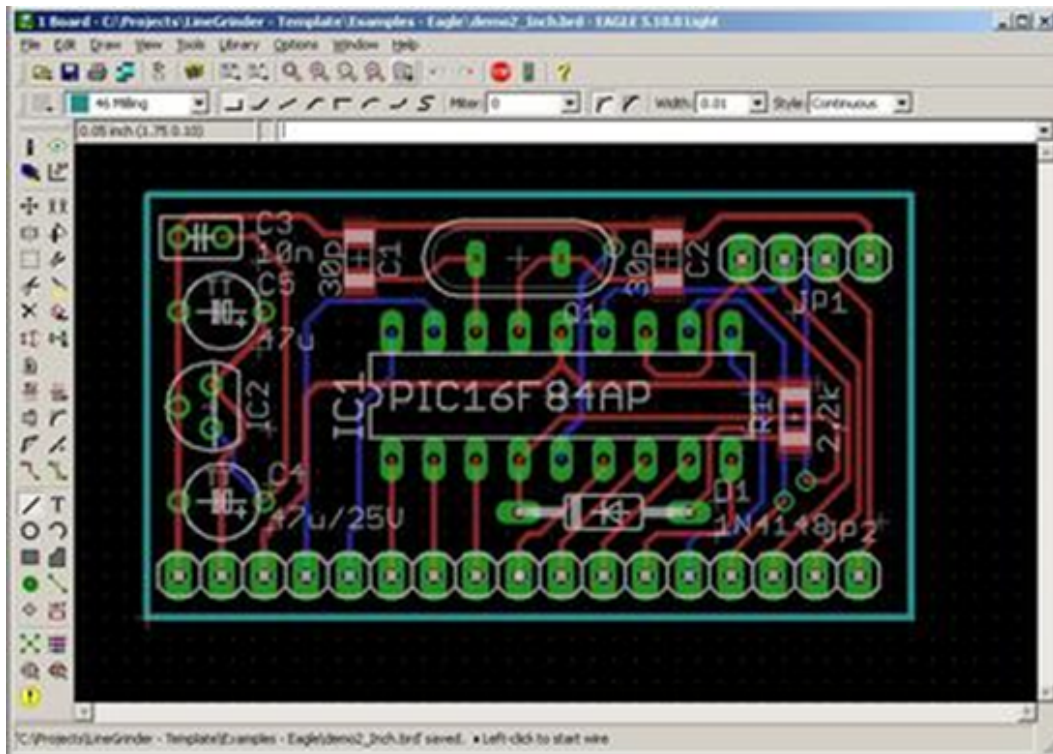 1 Board - C:\Projects\LineGrinder - Template\Examples - Eagle\demo2_Inch.brd - EAGLE 5.10.0 Light
File Edit Draw View Tools Library Options Window Help
46 Milling Miter: 0 Width: 0.01 Style: Continuous
0.05 inch (1.75 0.10)
C3
10n
C5
47u
IC2
C4
47u/25V
30p
C1
Q1
30p
C2
JP1
IC1
PIC16F84AP
R1
2,2k
D1
1N4148
JP2
'C:/Projects/LineGrinder - Template/Examples - Eagle/demo2_Inch.brd' saved. • Left-click to start wire